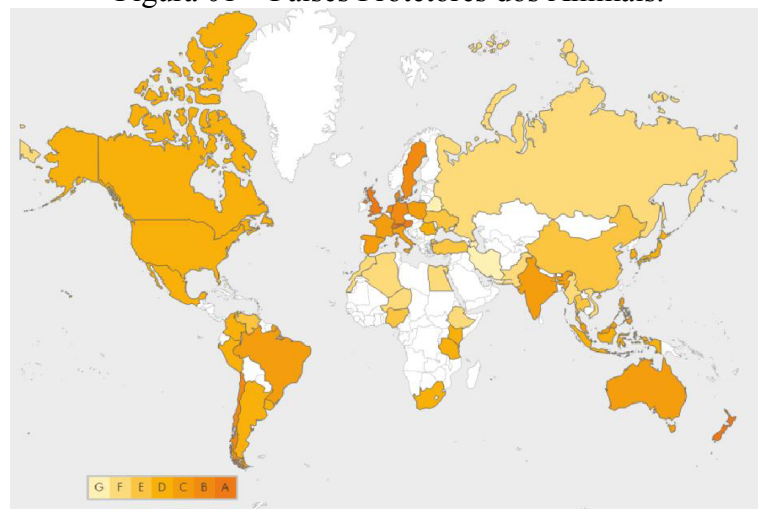 Figura 01 – Países Protetores dos Animais.
G F E D C B A